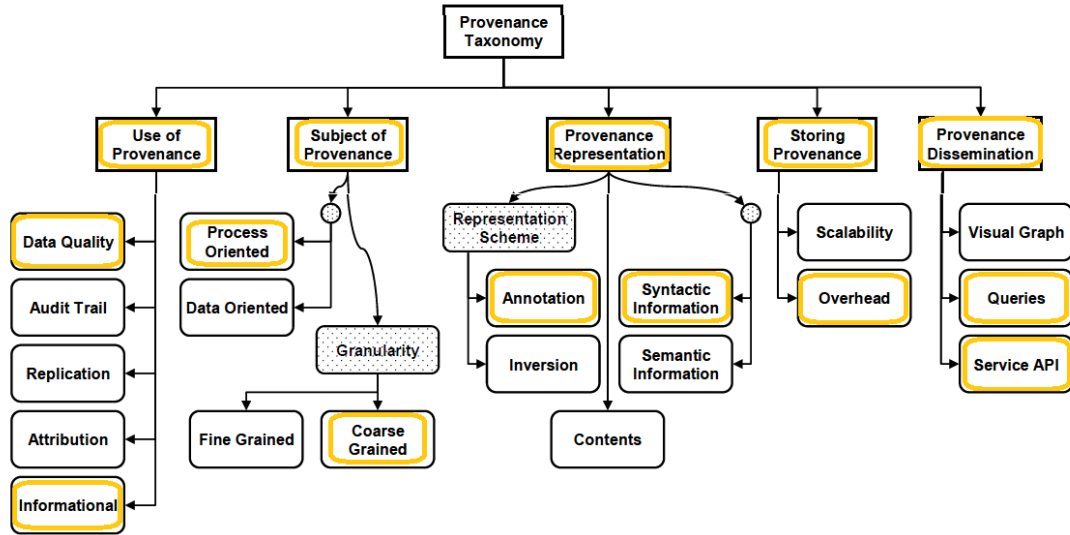 Provenance
Taxonomy
Use of
Provenance
Subject of
Provenance
Provenance
Representation
Storing
Provenance
Provenance
Dissemination
Data Quality
Audit Trail
Replication
Attribution
Informational
Process
Oriented
Data Oriented
Granularity
Fine Grained
Coarse
Grained
Representation
Scheme
Annotation
Inversion
Syntactic
Information
Semantic
Information
Contents
Scalability
Overhead
Visual Graph
Queries
Service API